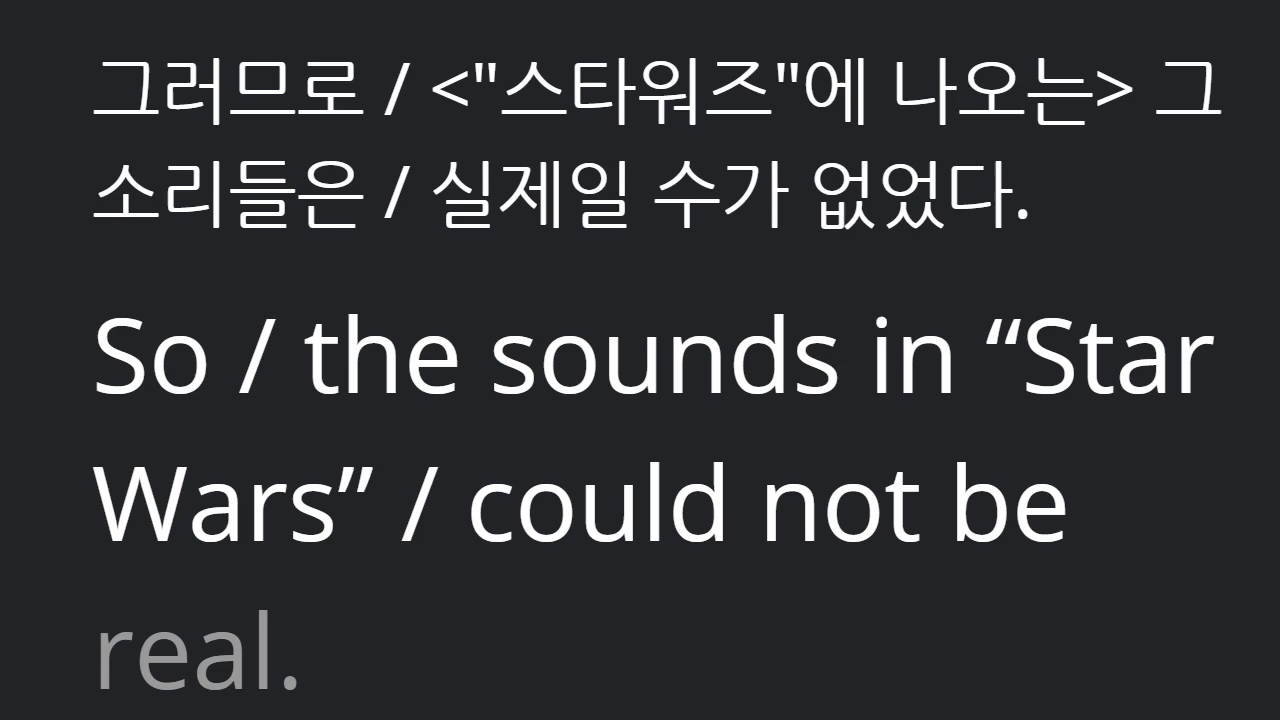 그러므로 / <"스타워즈"에 나오는> 그
소리들은 / 실제일 수가 없었다.
So / the sounds in “Star
Wars” / could not be
real.